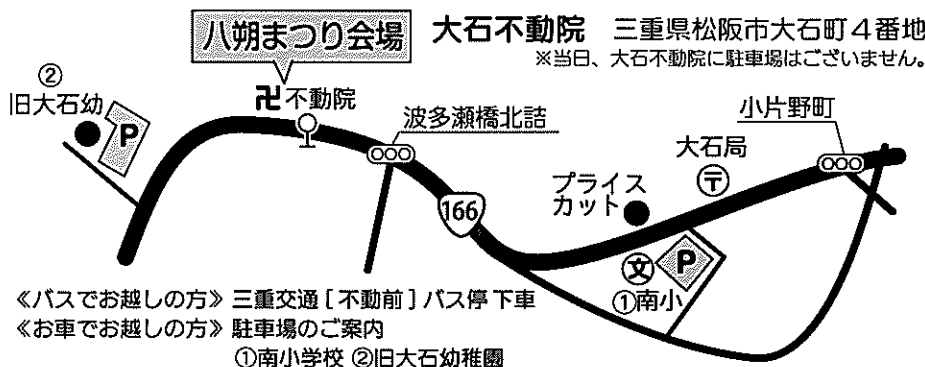 八朔まつり会場
大石不動院 三重県松阪市大石町４番地
※当日、大石不動院に駐車場はございません。
②
旧大石幼
P
卍不動院
波多瀬橋北詰
小片野町
大石局
〒
プライス
カット
166
文
P
①南小
《バスでお越しの方》三重交通［不動前］バス停下車
《お車でお越しの方》駐車場のご案内
①南小学校 ②旧大石幼稚園